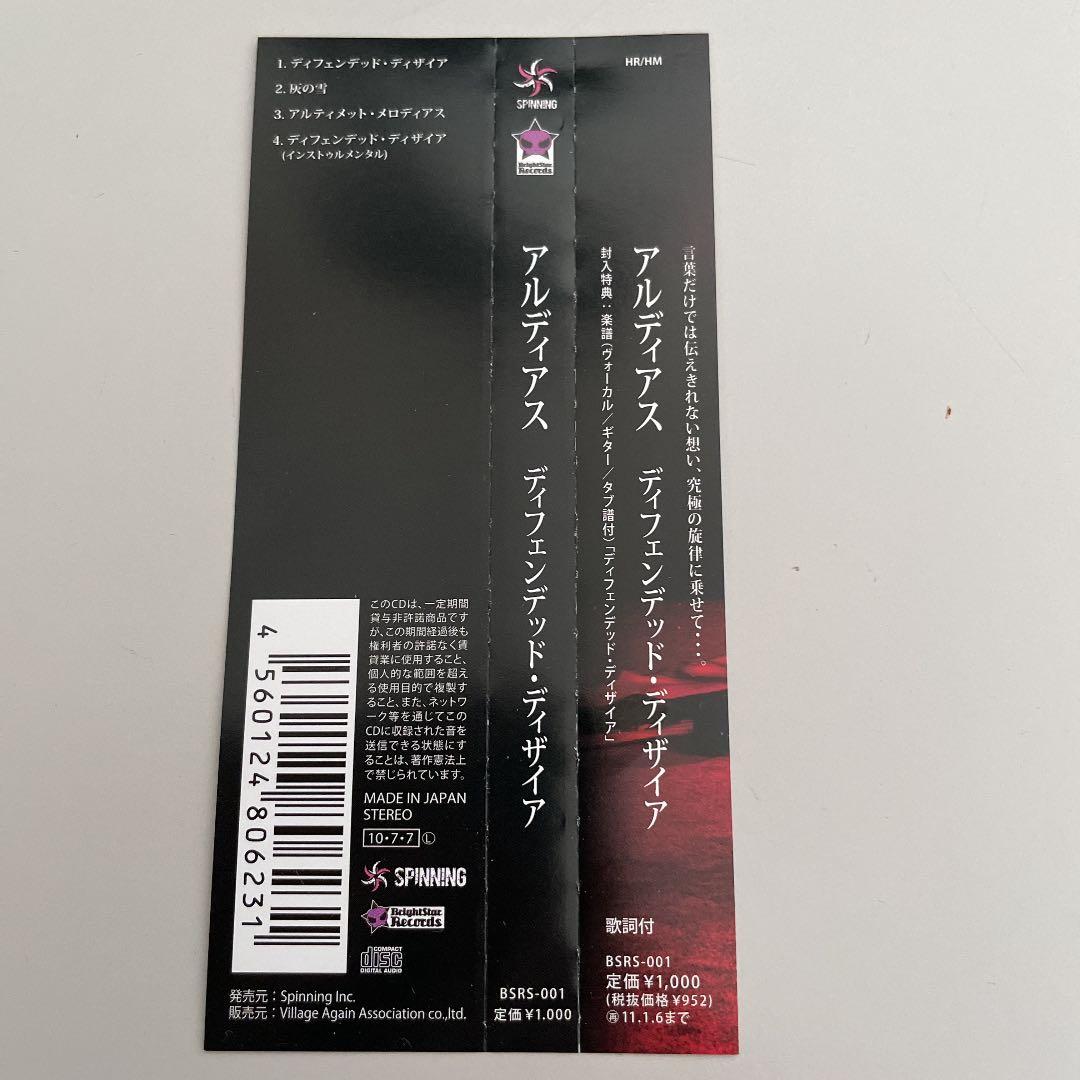 1. ディフェンデッド・ディザイア
2. 灰の雪
3. アルティメット・メロディアス
4. ディフェンデッド・ディザイア
(インストゥルメンタル)
4 560124 806231
このCDは、一定期間
貸与非許諾商品です
が、この期間経過後も
権利者の許諾なく賃
貸業に使用すること、
個人的な範囲を超え
る使用目的で複製す
ること、また、ネットワ
ーク等を通じてこの
CDに収録された音を
送信できる状態にす
ることは、著作憲法上
で禁じられています。
MADE IN JAPAN
STEREO
10・7・7 Ⓛ
SPINNING
BrightStar
Records
COMPACT
disc
DIGITAL AUDIO
発売元：Spinning Inc.
販売元：Village Again Association co.,ltd.
SPINNING
BrightStar
Records
アルディアス ディフェンデッド・ディザイア
BSRS-001
定価 ¥1.000
HR/HM
言葉だけでは伝えきれない想い、究極の旋律に乗せて・・・。
アルディアス ディフェンデッド・ディザイア
封入特典：楽譜(ヴォーカル／ギター／タブ譜付)「ディフェンデッド・ディザイア」
歌詞付
BSRS-001
定価 ¥1,000
(税抜価格 ¥952)
㊢11.1.6まで